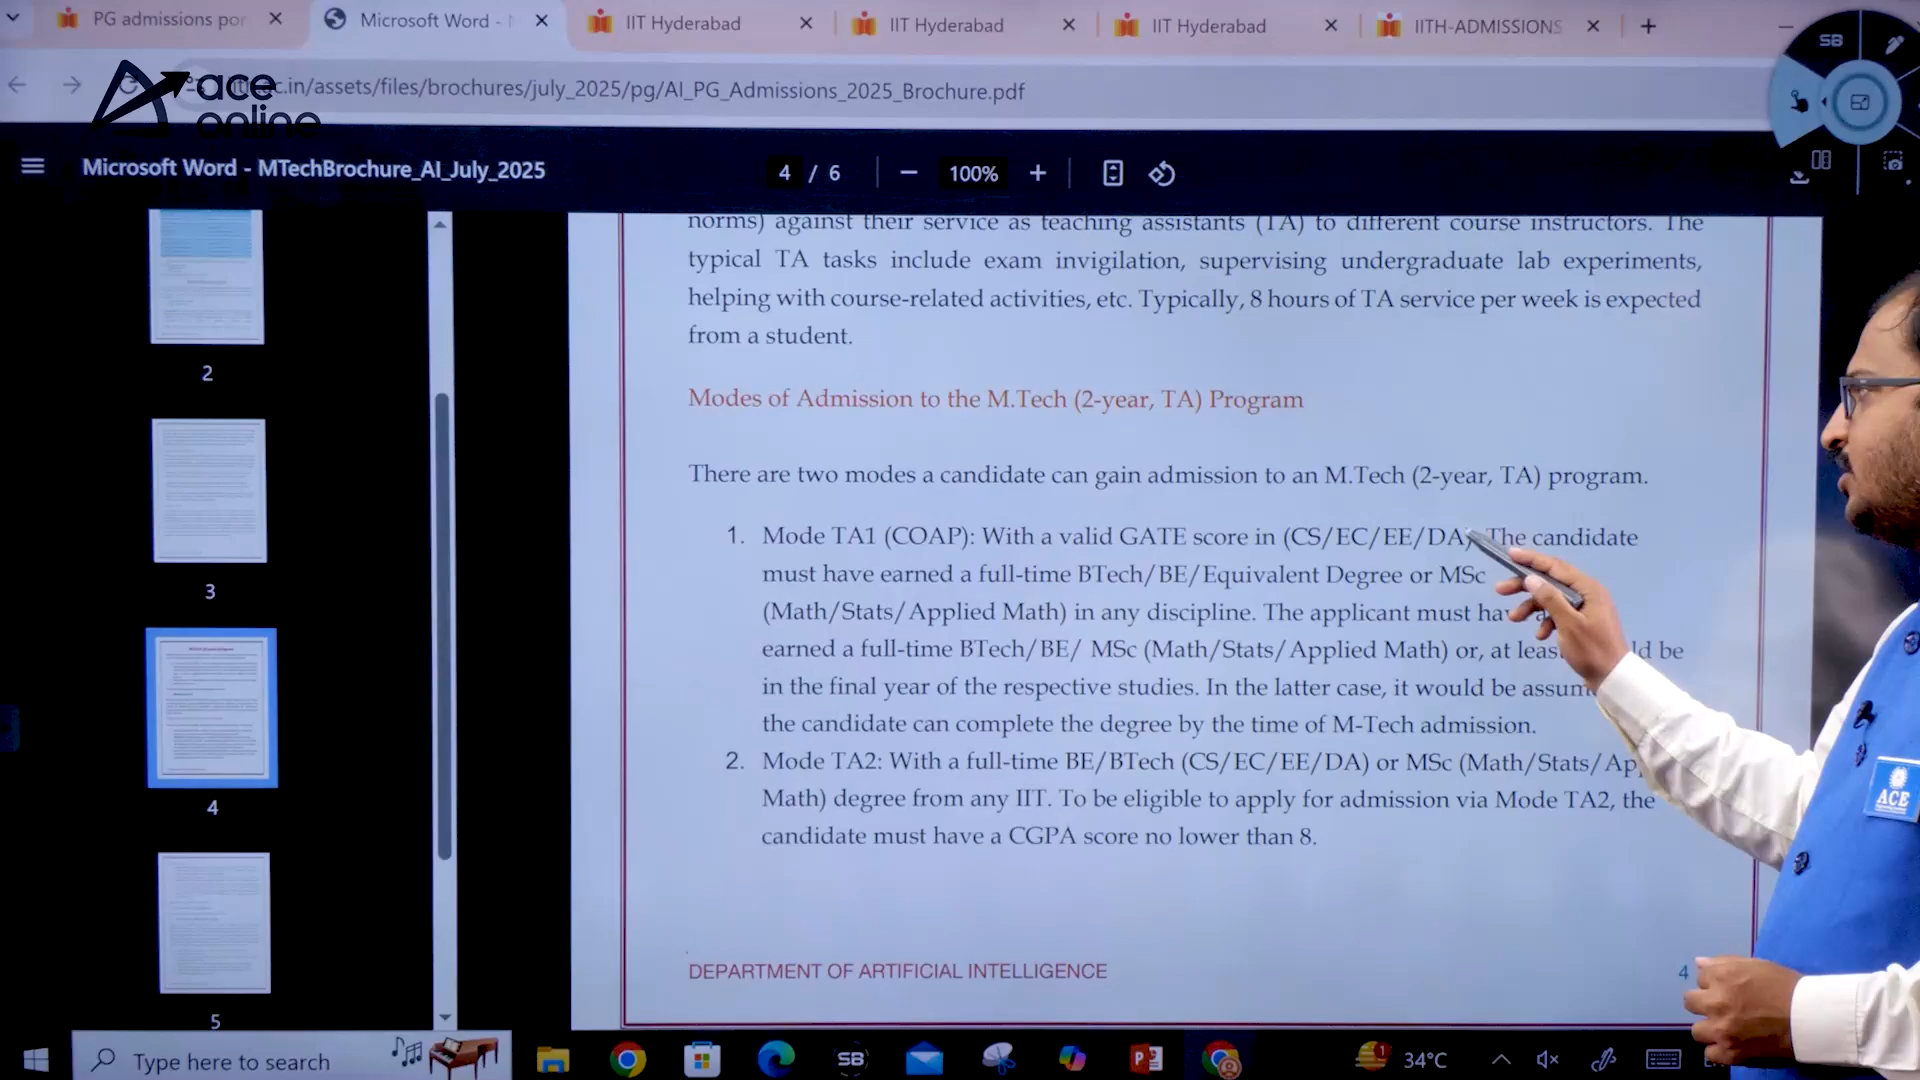 PG admissions por
Microsoft Word -
IIT Hyderabad
IIT Hyderabad
IIT Hyderabad
IITH-ADMISSIONS
SB
ace
online
.in/assets/files/brochures/july_2025/pg/AI_PG_Admissions_2025_Brochure.pdf
Microsoft Word - MTechBrochure_AI_July_2025
4 / 6
100%
norms) against their service as teaching assistants (TA) to different course instructors. The
typical TA tasks include exam invigilation, supervising undergraduate lab experiments,
helping with course-related activities, etc. Typically, 8 hours of TA service per week is expected
from a student.
Modes of Admission to the M.Tech (2-year, TA) Program
There are two modes a candidate can gain admission to an M.Tech (2-year, TA) program.
1. Mode TA1 (COAP): With a valid GATE score in (CS/EC/EE/DA). The candidate
must have earned a full-time BTech/BE/Equivalent Degree or MSc
(Math/Stats/Applied Math) in any discipline. The applicant must
earned a full-time BTech/BE/ MSc (Math/Stats/Applied Math) or, at be
in the final year of the respective studies. In the latter case, it would be
the candidate can complete the degree by the time of M-Tech admission.
2. Mode TA2: With a full-time BE/BTech (CS/EC/EE/DA) or MSc (Math/Stats/
Math) degree from any IIT. To be eligible to apply for admission via Mode TA2, the
candidate must have a CGPA score no lower than 8.
DEPARTMENT OF ARTIFICIAL INTELLIGENCE
4
2
3
4
5
ACE
Type here to search
SB
1
34°C